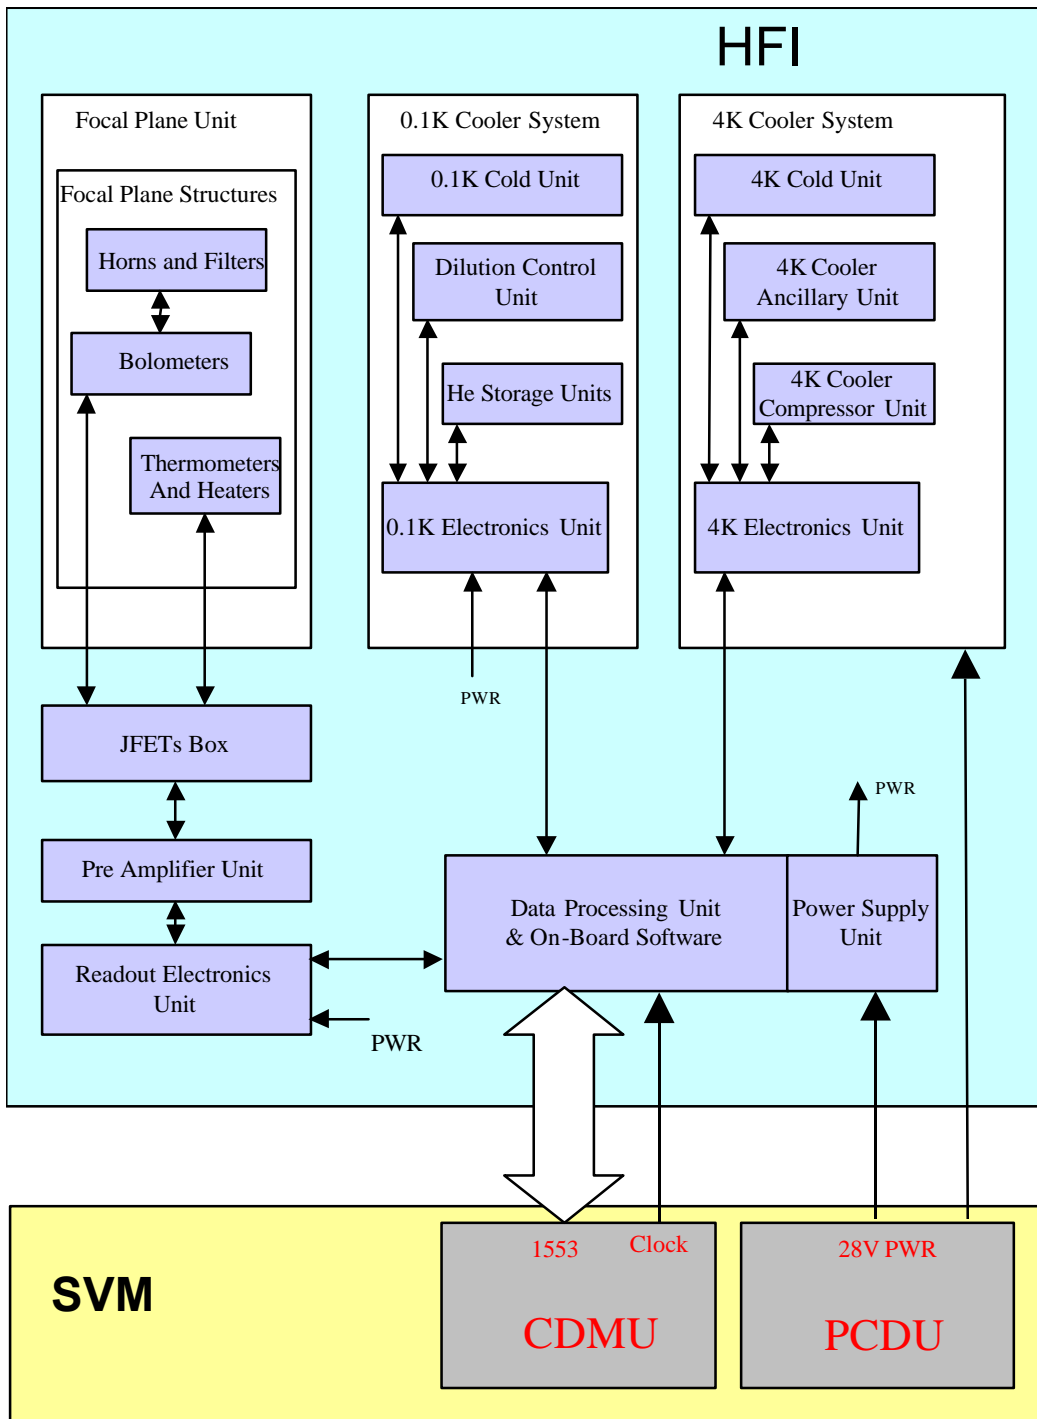 HFI
Focal Plane Unit
Focal Plane Structures
Horns and Filters
Bolometers
Thermometers
And Heaters
0.1K Cooler System
0.1K Cold Unit
Dilution Control
Unit
He Storage Units
0.1K Electronics Unit
PWR
4K Cooler System
4K Cold Unit
4K Cooler
Ancillary Unit
4K Cooler
Compressor Unit
4K Electronics Unit
JFETs Box
Pre Amplifier Unit
Readout Electronics
Unit
PWR
Data Processing Unit
& On-Board Software
PWR
Power Supply
Unit
SVM
1553
Clock
CDMU
28V PWR
PCDU